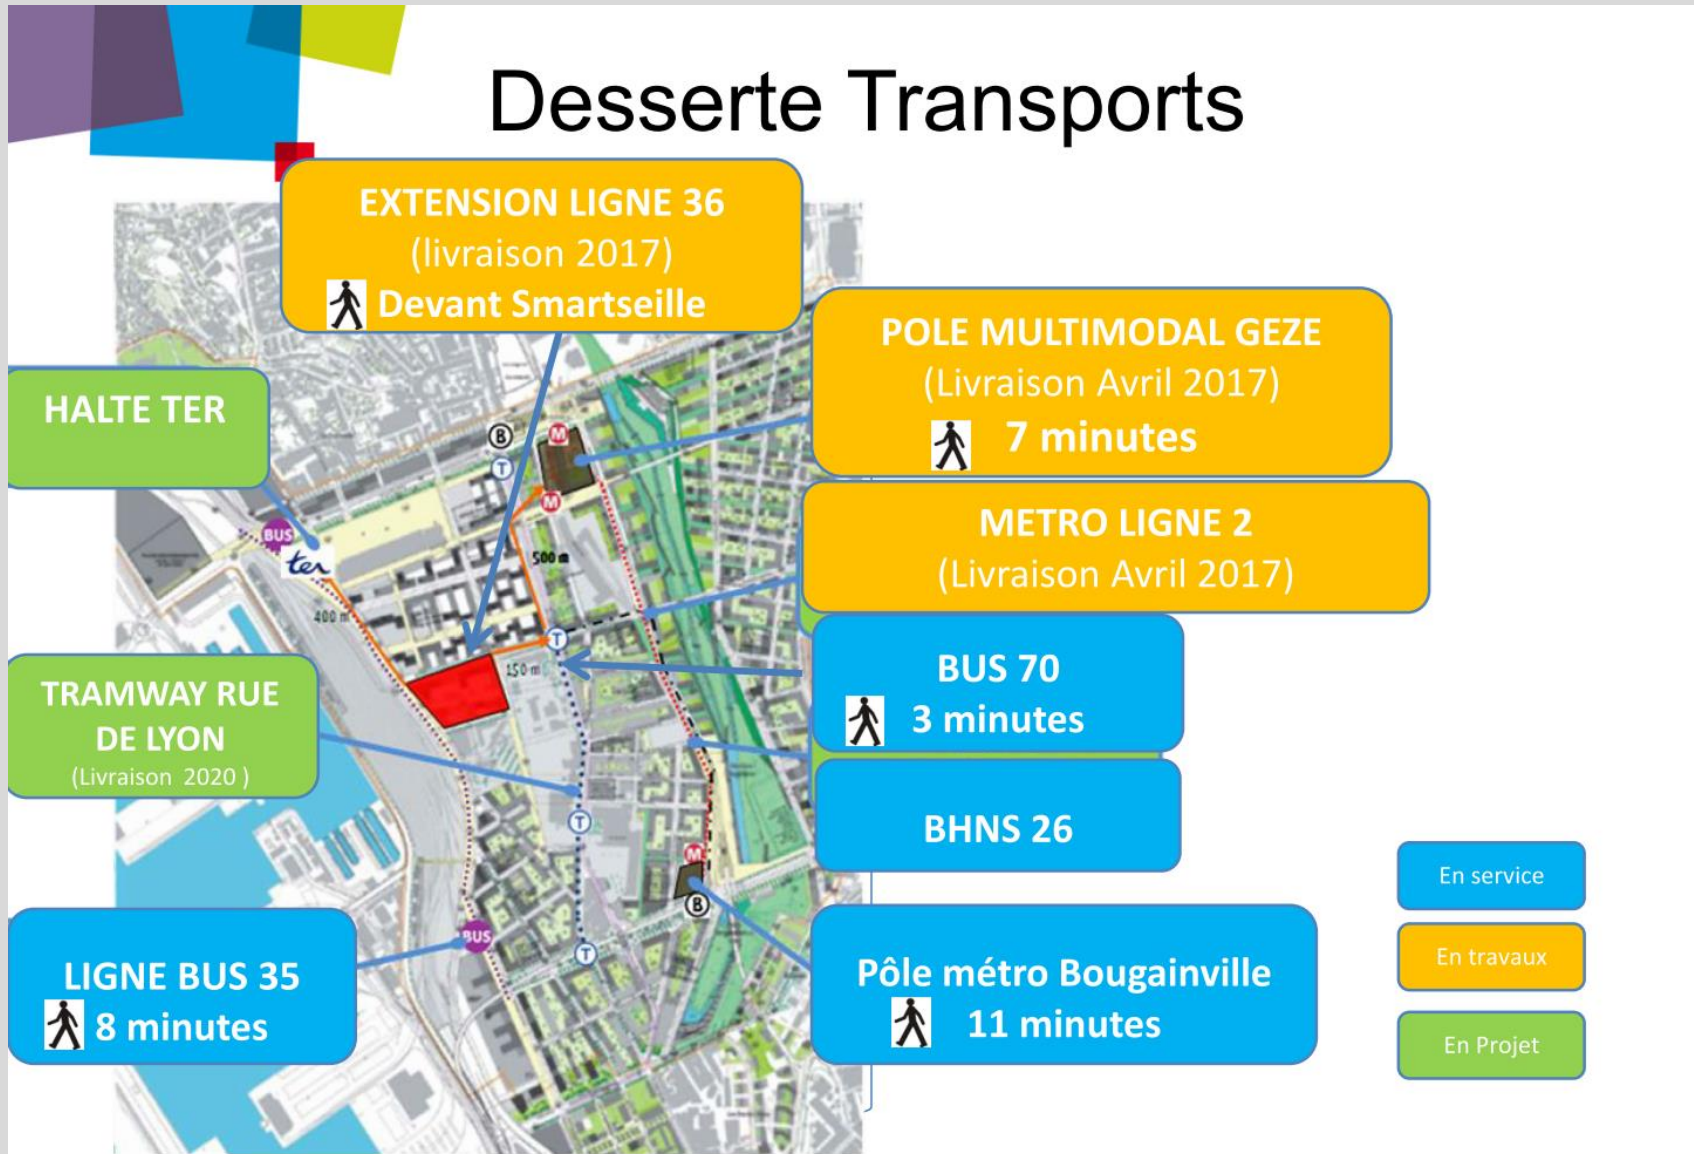 Desserte Transports
EXTENSION LIGNE 36
(livraison 2017)
Devant Smartseille
POLE MULTIMODAL GEZE
(Livraison Avril 2017)
7 minutes
HALTE TER
METRO LIGNE 2
(Livraison Avril 2017)
B
M
T
M
BUS
ter
500 m
400 m
T
150 m
BUS 70
3 minutes
TRAMWAY RUE
DE LYON
(Livraison 2020 )
BHNS 26
T
M
B
BUS
T
LIGNE BUS 35
8 minutes
Pôle métro Bougainville
11 minutes
En service
En travaux
En Projet